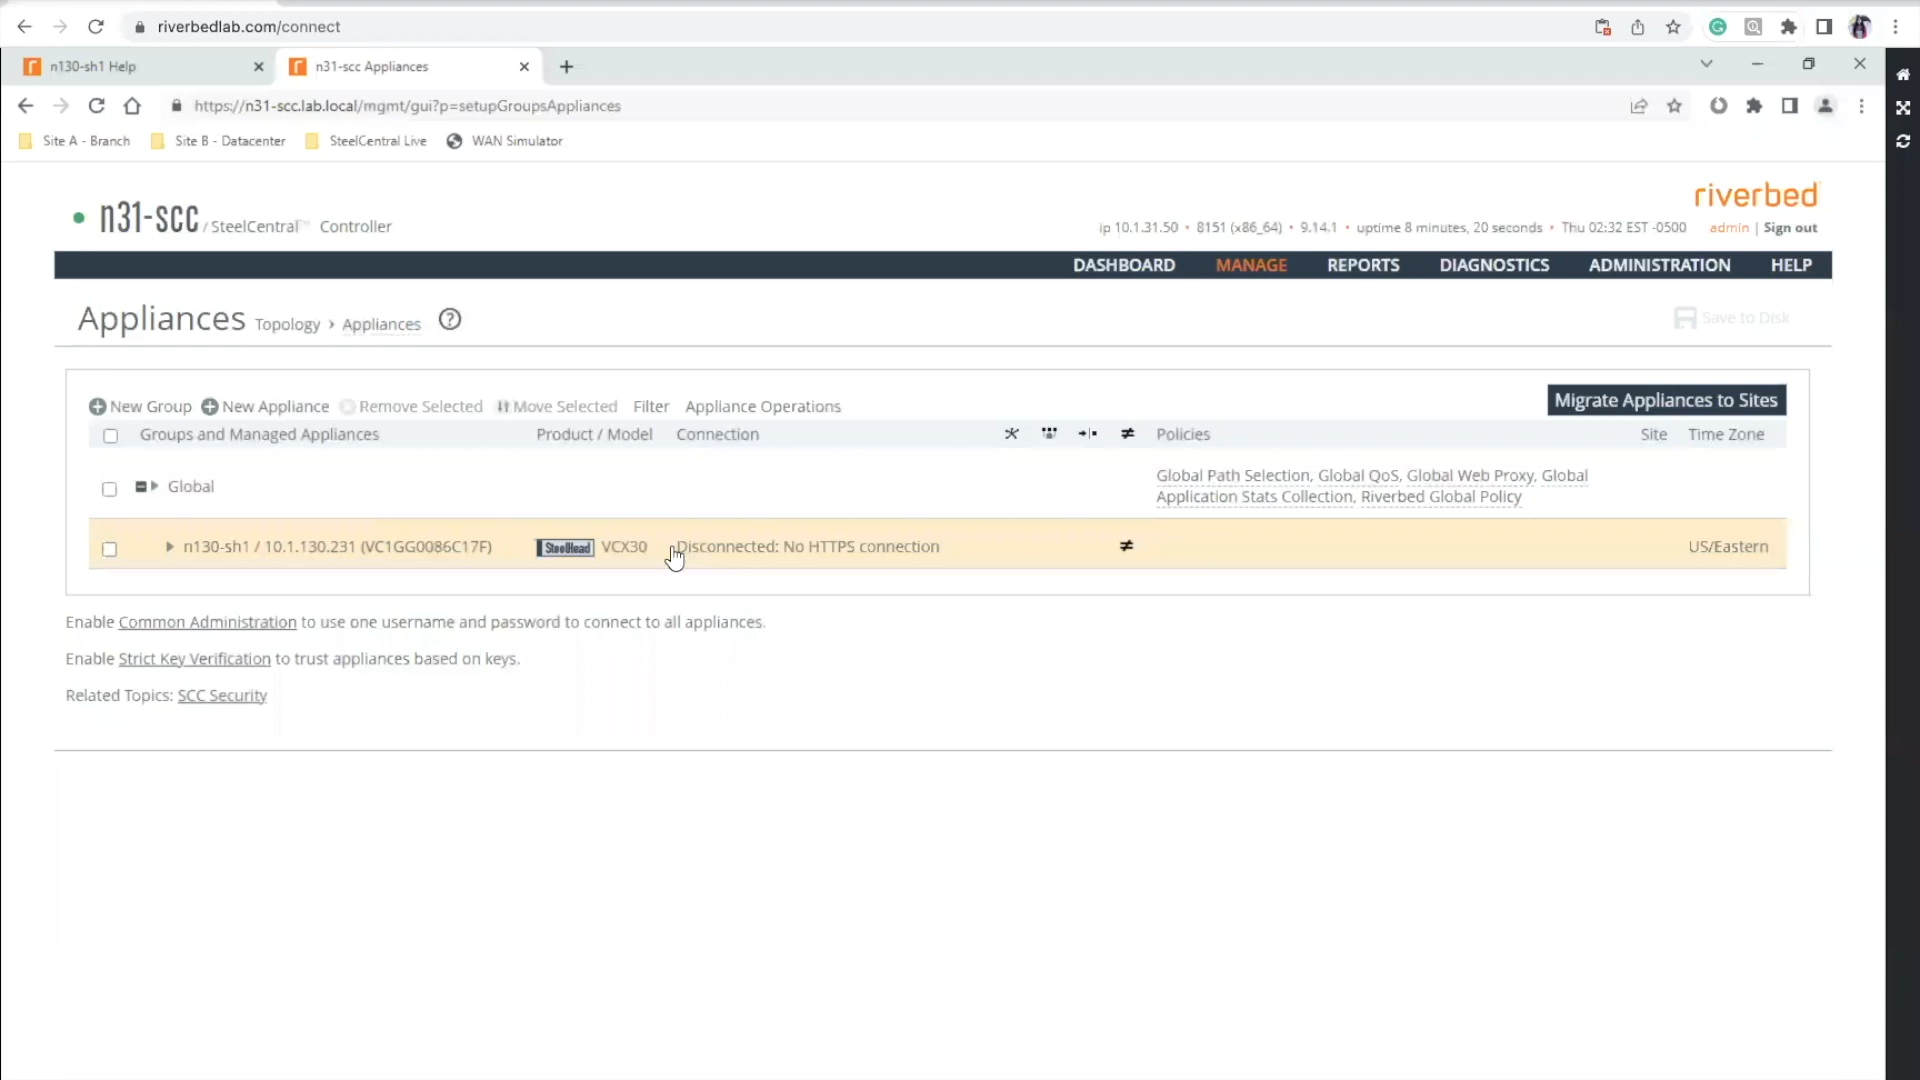 riverbedlab.com/connect
n130-sh1 Help
n31-scc Appliances
https://n31-scc.lab.local/mgmt/gui?p=setupGroupsAppliances
Site A - Branch
Site B - Datacenter
SteelCentral Live
WAN Simulator
riverbed
n31-scc / SteelCentral™ Controller
ip 10.1.31.50 • 8151 (x86_64) • 9.14.1 • uptime 8 minutes, 20 seconds • Thu 02:32 EST -0500 admin | Sign out
DASHBOARD MANAGE REPORTS DIAGNOSTICS ADMINISTRATION HELP
Appliances Topology › Appliances ?
Save to Disk
New Group New Appliance Remove Selected Move Selected Filter Appliance Operations
Migrate Appliances to Sites
Groups and Managed Appliances Product / Model Connection Policies Site Time Zone
Global
Global Path Selection, Global QoS, Global Web Proxy, Global
Application Stats Collection, Riverbed Global Policy
n130-sh1 / 10.1.130.231 (VC1GG0086C17F) SteelHead VCX30 Disconnected: No HTTPS connection ≠ US/Eastern
Enable Common Administration to use one username and password to connect to all appliances.
Enable Strict Key Verification to trust appliances based on keys.
Related Topics: SCC Security